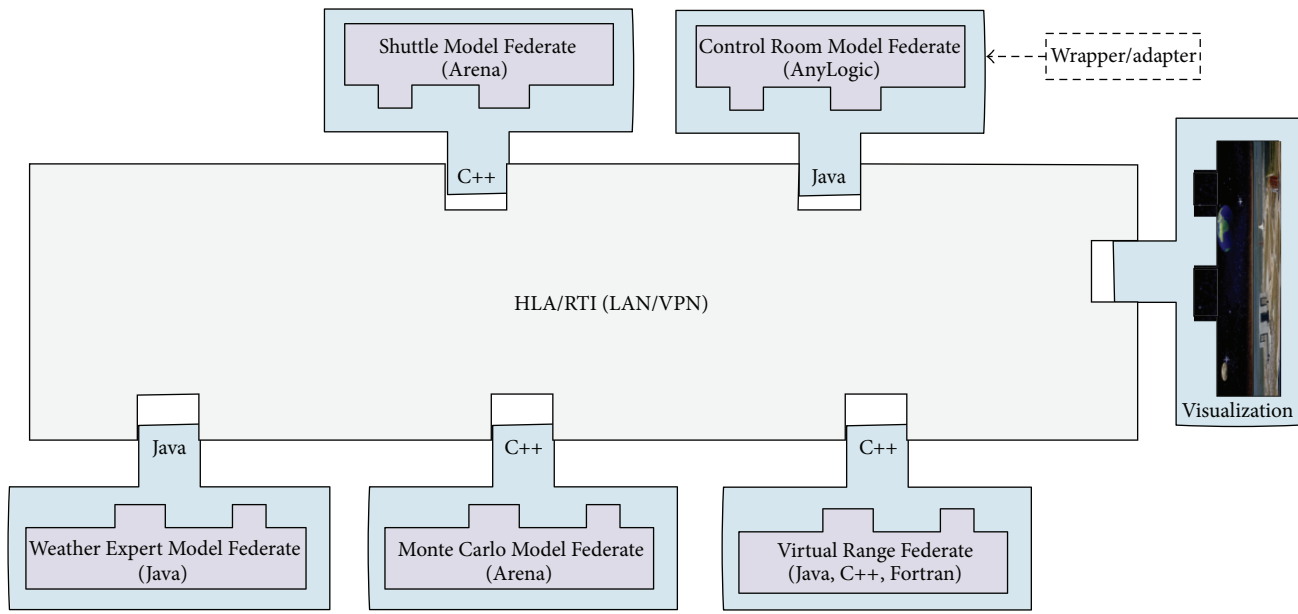 Shuttle Model Federate
(Arena)
Control Room Model Federate
(AnyLogic)
Wrapper/adapter
C++
Java
HLA/RTI (LAN/VPN)
Visualization
Java
C++
C++
Weather Expert Model Federate
(Java)
Monte Carlo Model Federate
(Arena)
Virtual Range Federate
(Java, C++, Fortran)